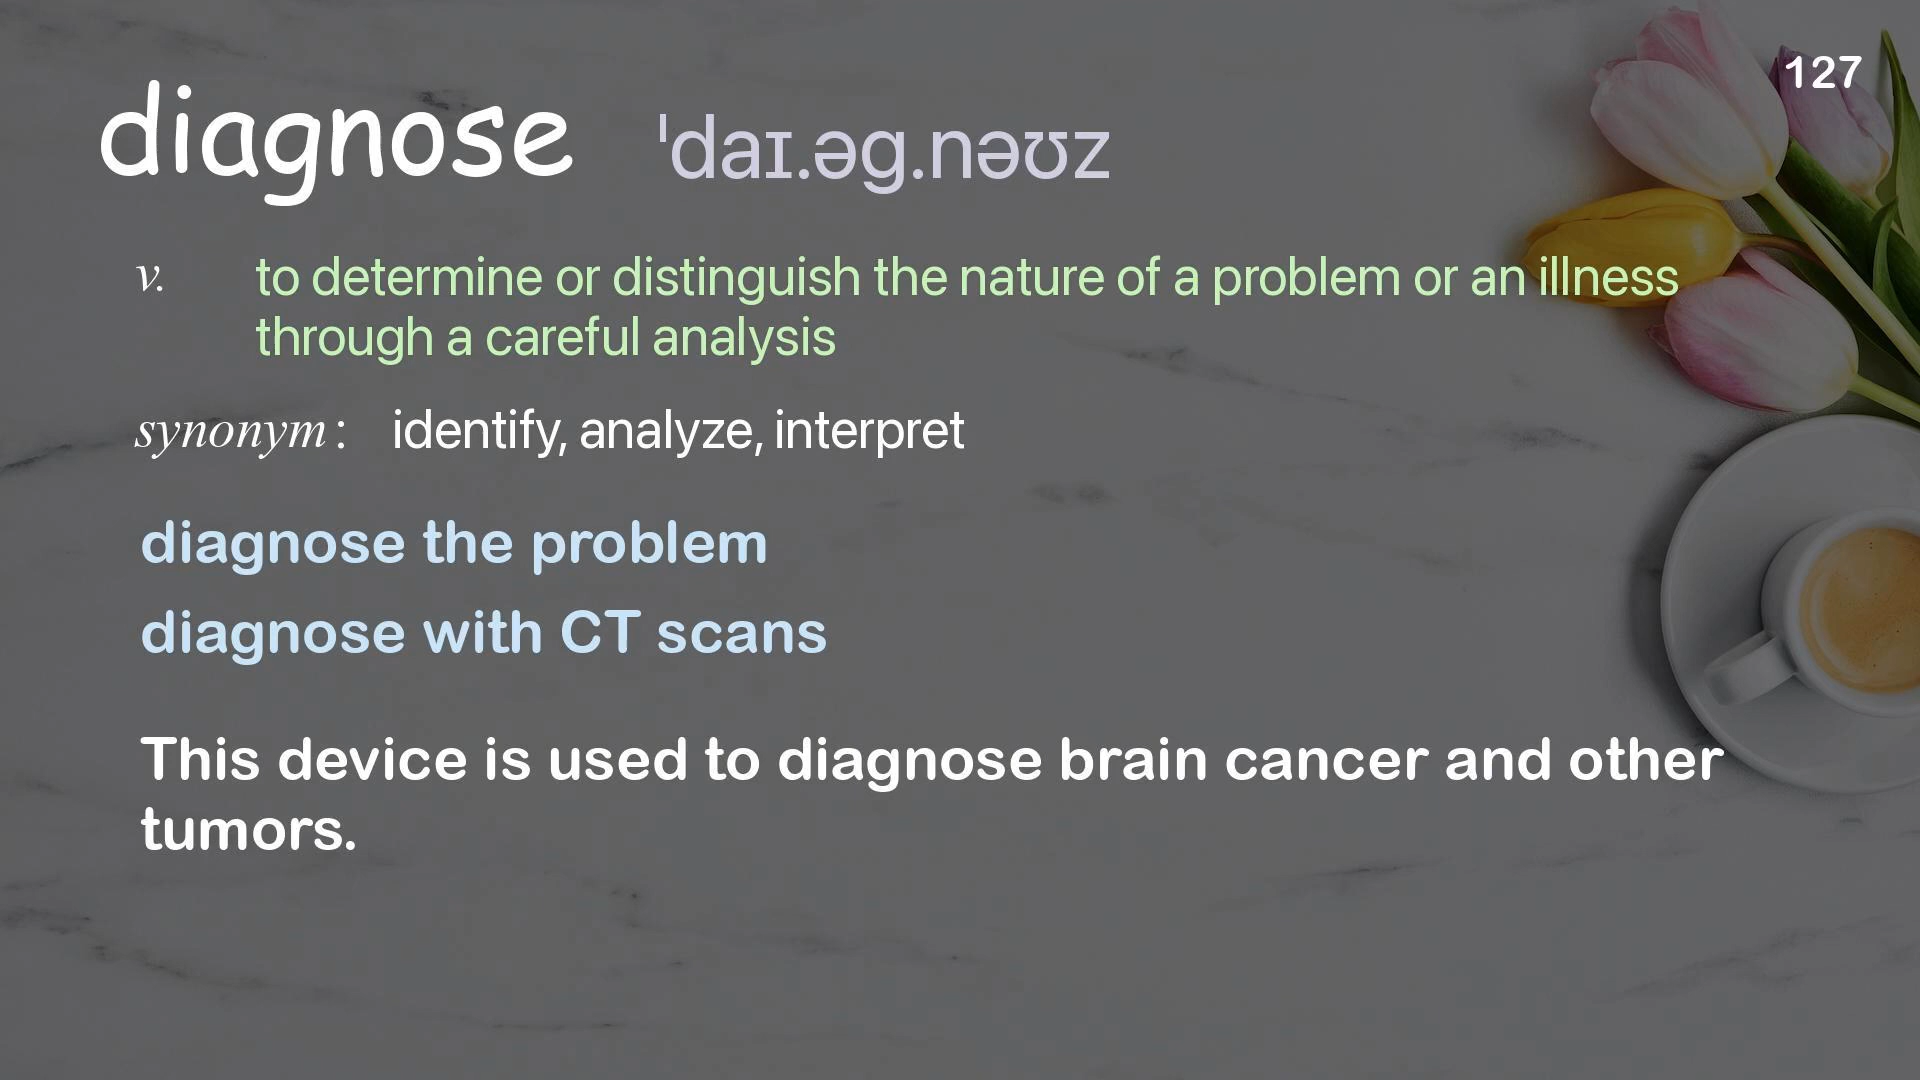 127
diagnose ˈdaɪ.əg.nəʊz
v. to determine or distinguish the nature of a problem or an illness
through a careful analysis
synonym: identify, analyze, interpret
diagnose the problem
diagnose with CT scans
This device is used to diagnose brain cancer and other
tumors.